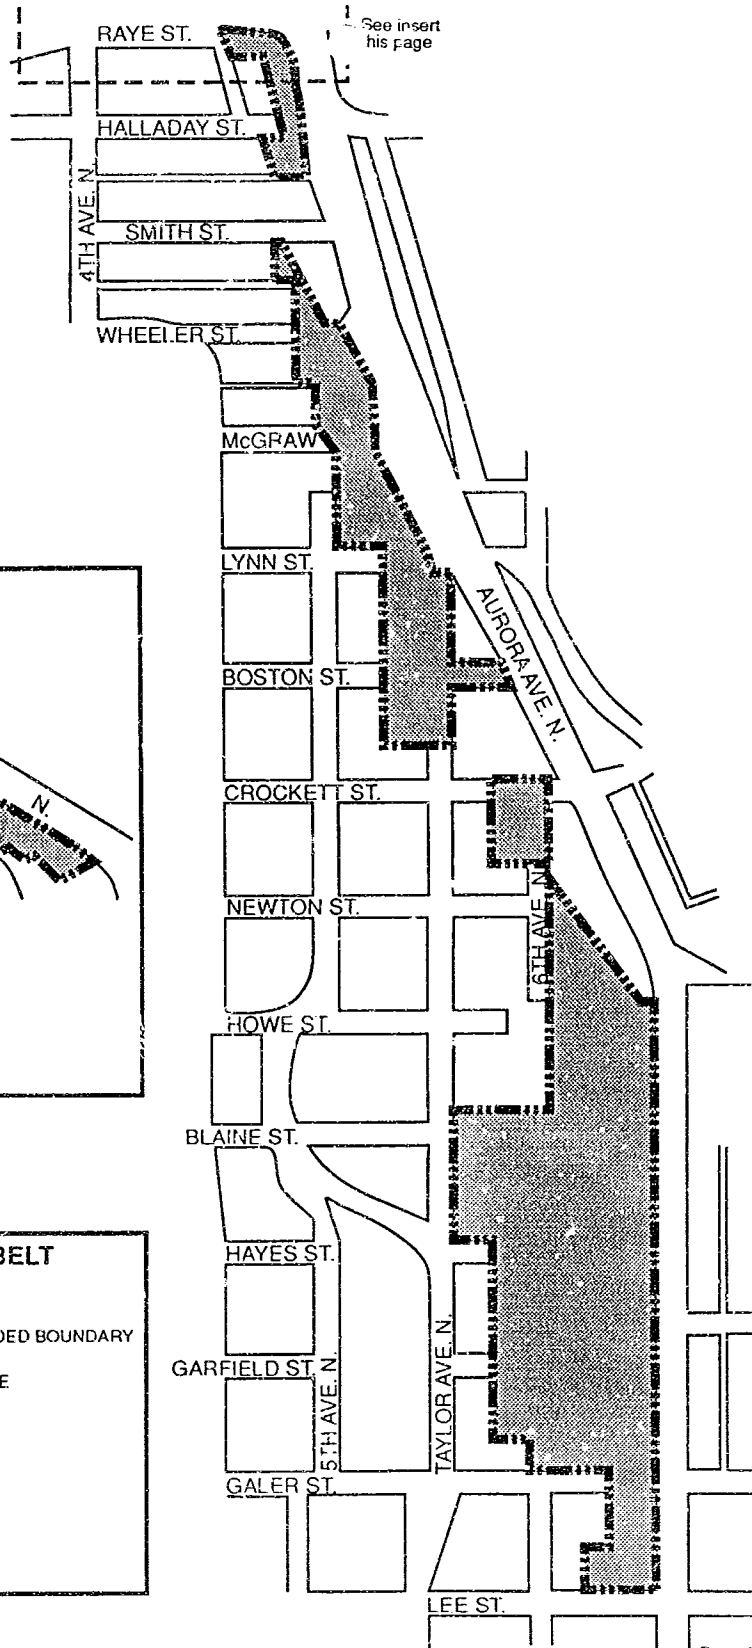 RAYE ST.
See insert
his page
HALLADAY ST.
4TH AVE. N.
SMITH ST.
WHEELER ST.
McGRAW
LYNN ST.
AURORA AVE. N.
BOSTON ST.
CROCKETT ST.
N.
NEWTON ST.
6TH AVE. N.
HOWE ST.
BLAINE ST.
HAYES ST.
BELT
DED BOUNDARY
E
GARFIELD ST.
5TH AVE. N.
TAYLOR AVE. N.
GALER ST.
LEE ST.